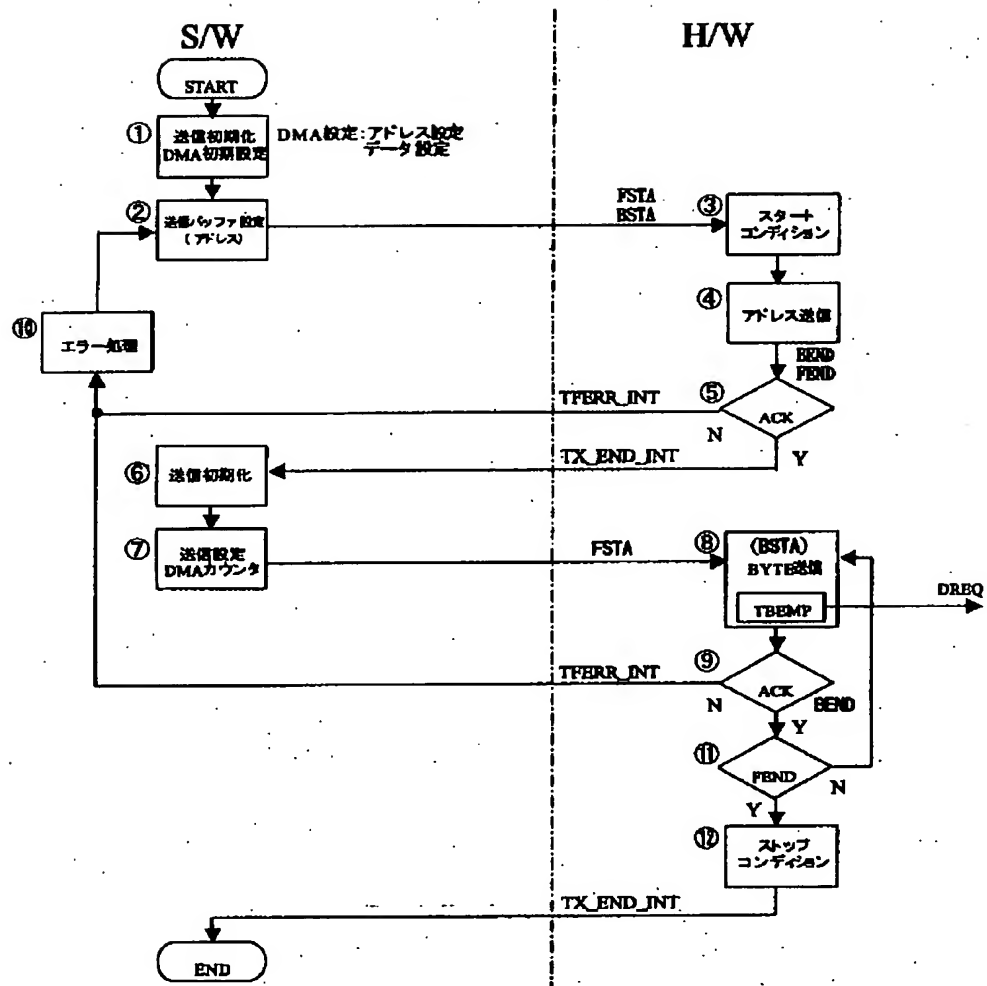 S/W
H/W
START
①
送信初期化
DMA初期設定
DMA設定:アドレス設定
データ設定
②
送信バッファ設定
(アドレス)
FSTA
BSTA
③
スタート
コンディション
④
アドレス送信
BEND
FEND
⑩
エラー処理
⑤
ACK
TFERR_INT
N
Y
TX_END_INT
⑥
送信初期化
⑦
送信設定
DMAカウンタ
FSTA
⑧
(BSTA)
BYTE送信
TBEMP
DREQ
⑨
ACK
TFERR_INT
N
BEND
Y
⑪
FEND
N
Y
⑫
ストップ
コンディション
TX_END_INT
END